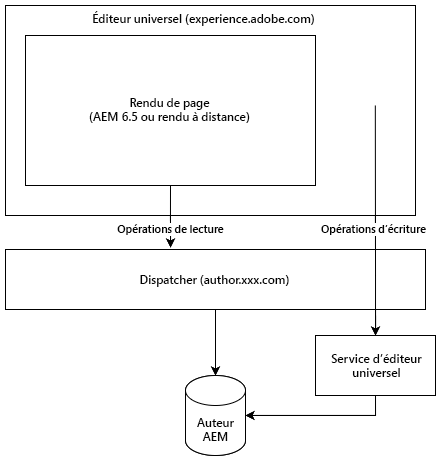 Éditeur universel (experience.adobe.com)
Rendu de page
(AEM 6.5 ou rendu à distance)
Opérations de lecture
Opérations d'écriture
Dispatcher (author.xxx.com)
Service d'éditeur
universel
Auteur
AEM